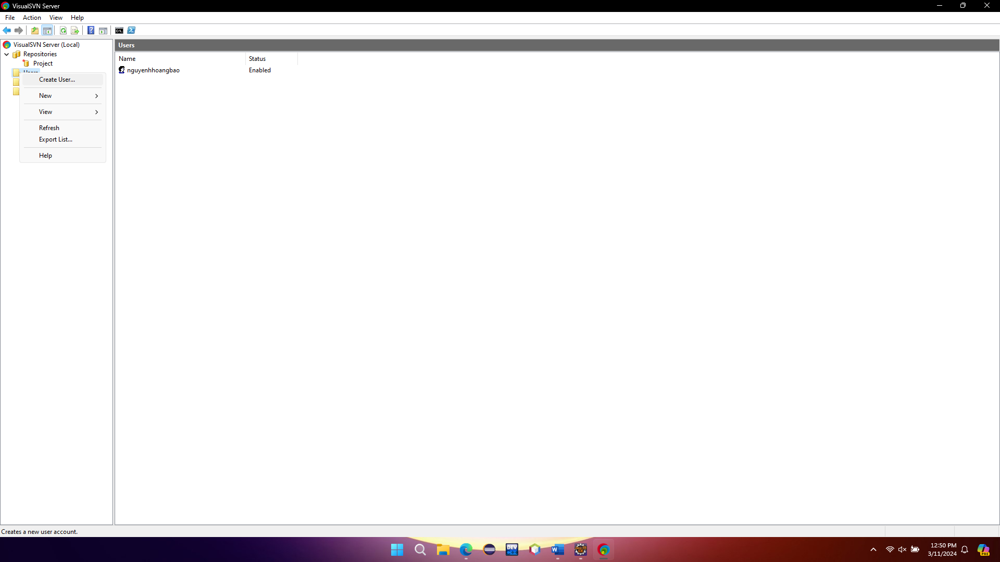 VisualSVN Server
File Action View Help
VisualSVN Server (Local)
Repositories
Project
Users
Create User...
New
View
Refresh
Export List...
Help
Users
Name Status
nguyenhhoangbao Enabled
Creates a new user account.
12:50 PM
3/11/2024